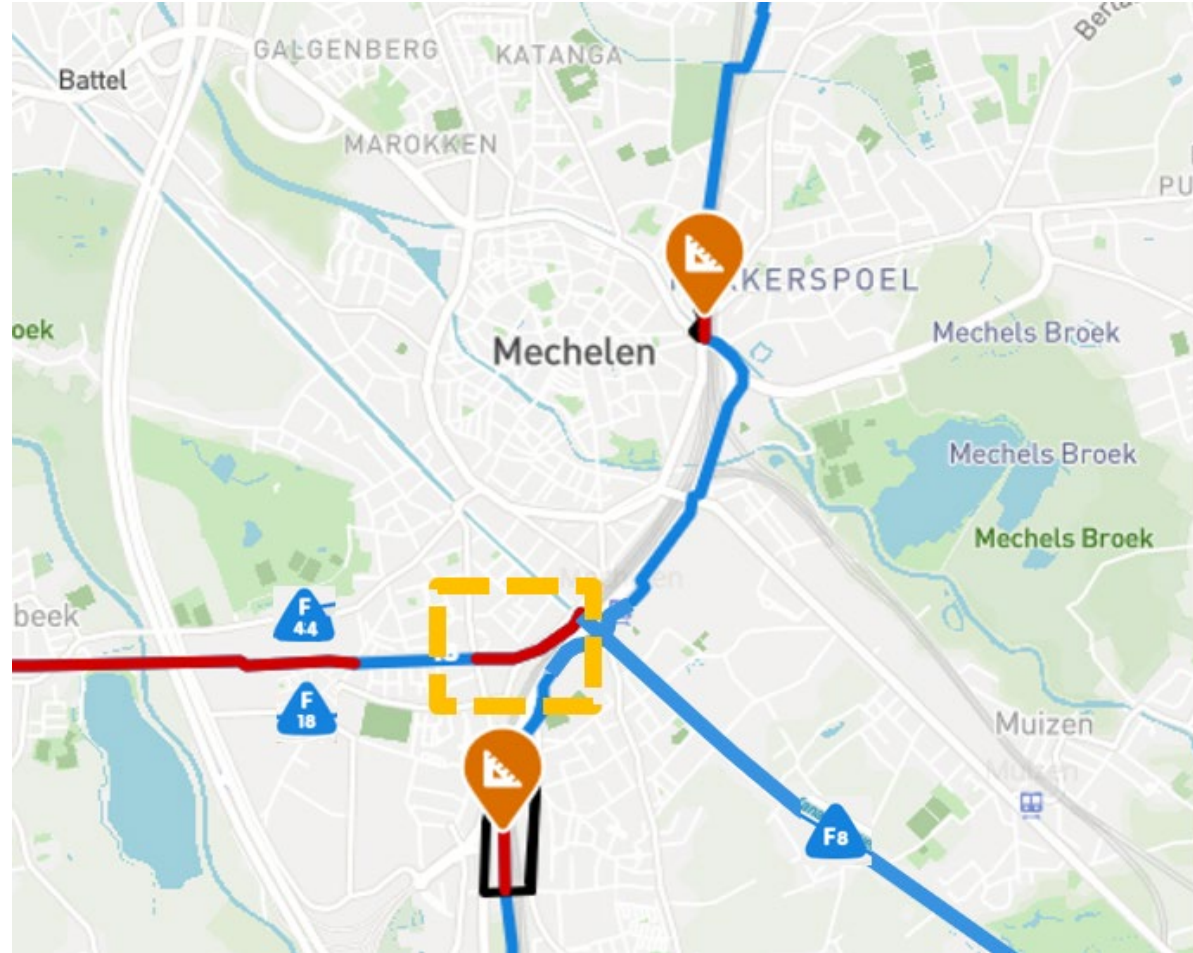 GALGENBERG
KATANGA
Battel
MAROKKEN
PU
KERSPOEL
oek
Mechelen
Mechels Broek
Mechels Broek
Mechels Broek
beek
F
44
F
18
Muizen
Muizen
F8